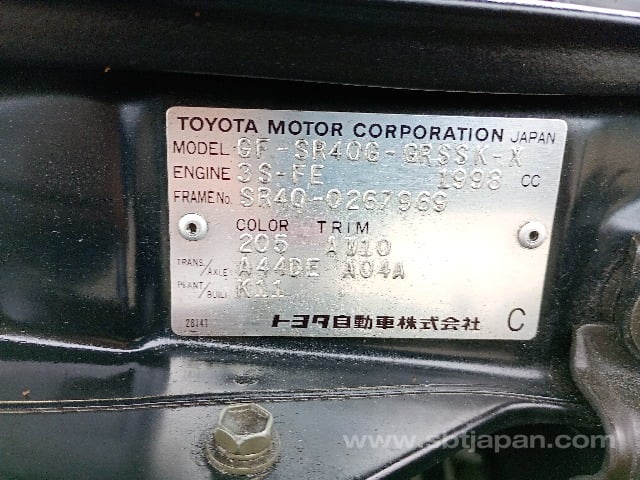 TOYOTA MOTOR CORPORATION JAPAN
MODEL GF-SR40G-GRSSK-X
ENGINE 3S-FE 1998 CC
FRAME No. SR40-0267969
COLOR TRIM
205 AW10
TRANS/AXLE A44DE A04A
PLANT/BUILT K11
28141 トヨタ自動車株式会社 C
www.sbtjapan.com